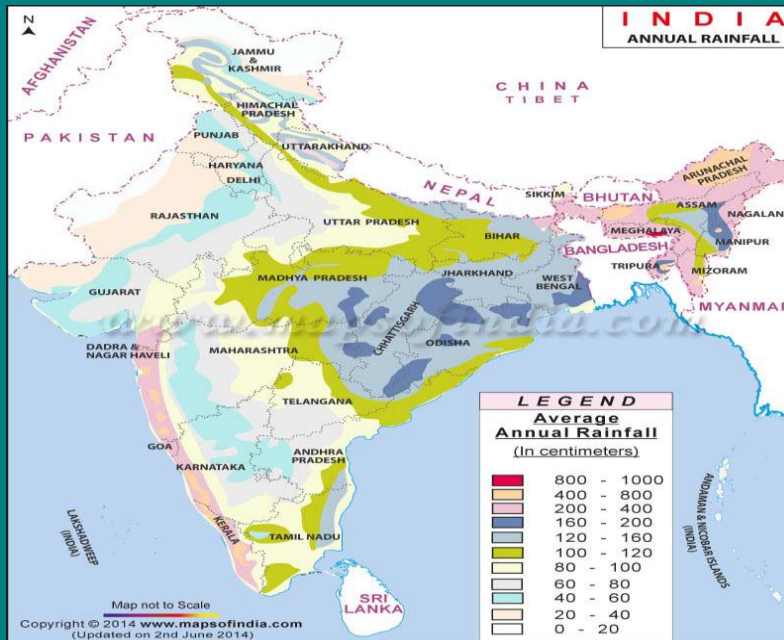 N
INDIA
ANNUAL RAINFALL
AFGHANISTAN
JAMMU
&
KASHMIR
CHINA
TIBET
HIMACHAL
PRADESH
PAKISTAN
PUNJAB
UTTARAKHAND
HARYANA
DELHI
ARUNACHAL
PRADESH
NEPAL
SIKKIM
BHUTAN
ASSAM
NAGALAN
RAJASTHAN
UTTAR PRADESH
BIHAR
MEGHALAYA
MANIPUR
BANGLADESH
TRIPURA
MIZORAM
MADHYA PRADESH
JHARKHAND
WEST
BENGAL
GUJARAT
MYANMAR
www.mapsofindia.com
CHHATTISGARH
ODISHA
DADRA &
NAGAR HAVELI
MAHARASHTRA
TELANGANA
GOA
KARNATAKA
ANDHRA
PRADESH
LAKSHADWEEP
(INDIA)
KERALA
TAMIL NADU
ANDAMAN & NICOBAR ISLANDS
(INDIA)
SRI
LANKA
LEGEND
Average
Annual Rainfall
(In centimeters)
800 - 1000
400 - 800
200 - 400
160 - 200
120 - 160
100 - 120
80 - 100
60 - 80
40 - 60
20 - 40
0 - 20
Map not to Scale
Copyright © 2014 www.mapsofindia.com
(Updated on 2nd June 2014)